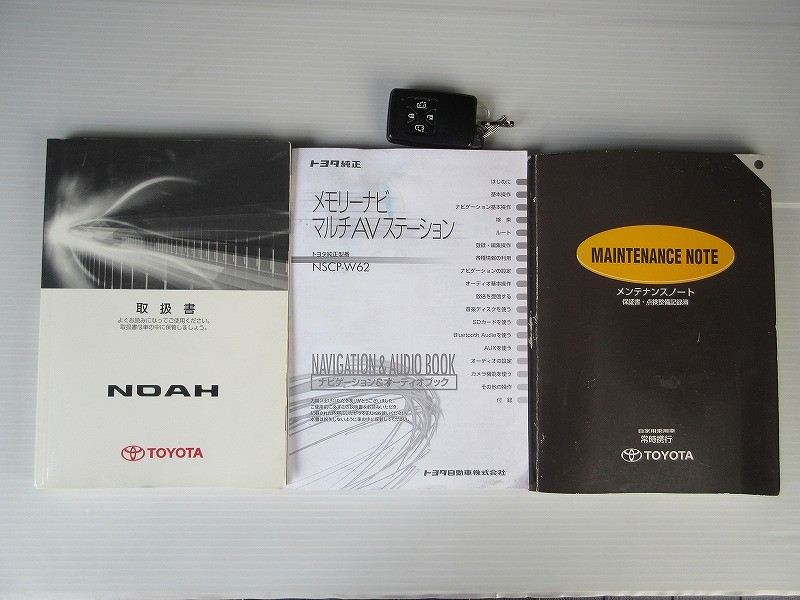 取扱書
よくお読みになってご使用ください。
取扱書は車の中に保管しましょう。
NOAH
TOYOTA
トヨタ純正
メモリーナビ
マルチAVステーション
トヨタ純正型番
NSCP-W62
はじめに
基本操作
ナビゲーション基本操作
検 索
ルート
登録・編集操作
各種情報の利用
ナビゲーションの設定
オーディオ基本操作
放送を受信する
音楽ディスクを使う
SDカードを使う
Bluetooth Audioを使う
AUXを使う
オーディオの設定
カメラ機能を使う
その他の操作
付 録
NAVIGATION & AUDIO BOOK
ナビゲーション&オーディオブック
トヨタ自動車株式会社
MAINTENANCE NOTE
メンテナンスノート
保証書・点検整備記録簿
自家用乗用車
常時携行
TOYOTA